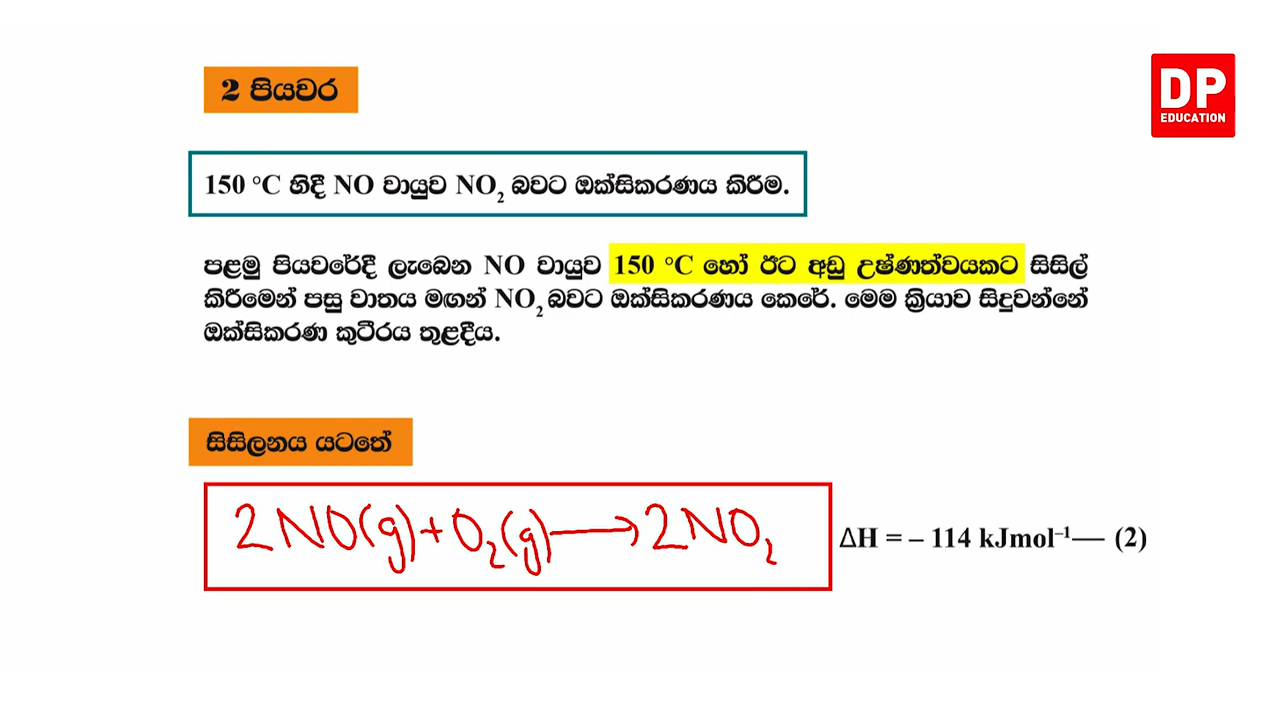 2 පියවර
DP
EDUCATION
150 °C හිදී NO වායුව NO₂ බවට ඔක්සිකරණය කිරීම.
පළමු පියවරේදී ලැබෙන NO වායුව 150 °C හෝ ඊට අඩු උෂ්ණත්වයකට සිසිල්
කිරීමෙන් පසු වාතය මඟන් NO₂ බවට ඔක්සිකරණය කෙරේ. මෙම ක්‍රියාව සිදුවන්නේ
ඔක්සිකරණ කුටීරය තුළදීය.
සිසිලනය යටතේ
2NO(g)+O₂(g)⟶2NO₂ ΔH = – 114 kJmol⁻¹— (2)